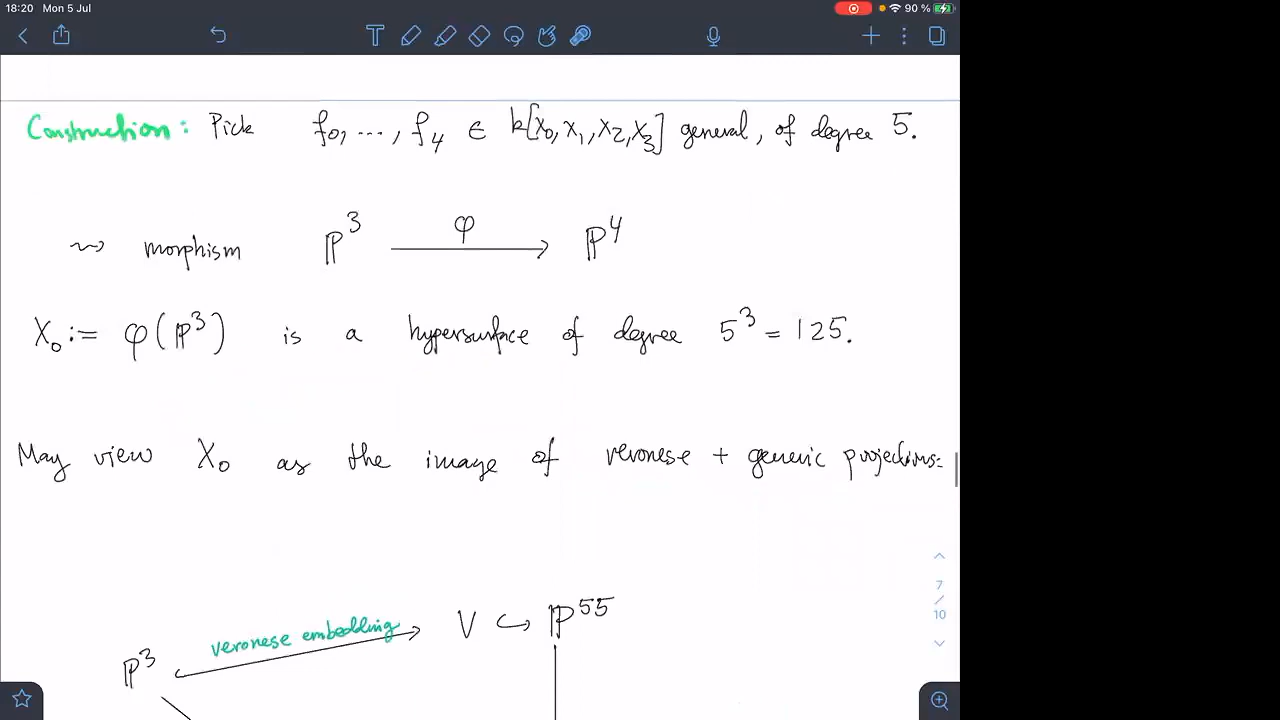 18:20 Mon 5 Jul
90 %
Construction: Pick f₀, ..., f₄ ∈ k[x₀, x₁, x₂, x₃] general, of degree 5.
⇝ morphism ℙ³ → ℙ⁴
φ
X₀ := φ(ℙ³) is a hypersurface of degree 5³ = 125.
May view X₀ as the image of veronese + generic projections:
V ↪ ℙ⁵⁵
veronese embedding
ℙ³
7
/
10